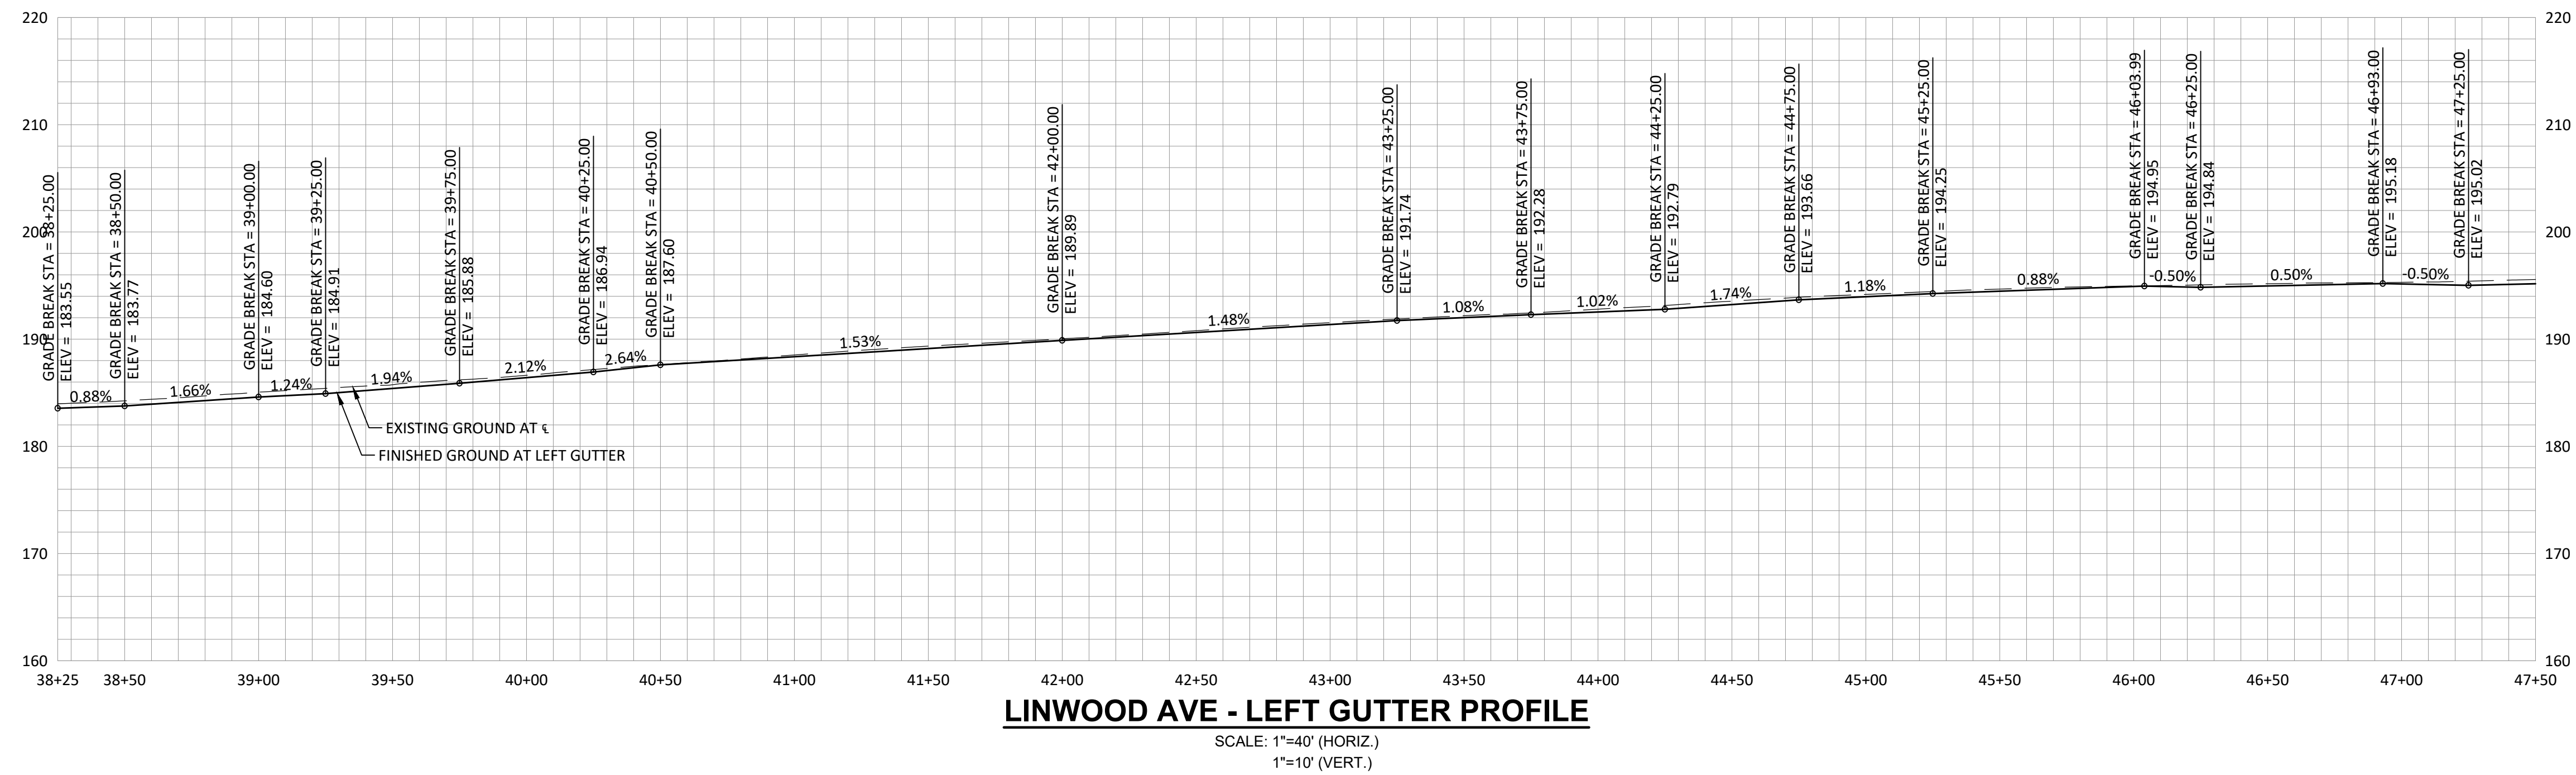 220
220
210
210
200
200
190
190
180
180
170
170
160
160
GRADE BREAK STA = 38+25.00
ELEV = 183.55
GRADE BREAK STA = 38+50.00
ELEV = 183.77
GRADE BREAK STA = 39+00.00
ELEV = 184.60
GRADE BREAK STA = 39+25.00
ELEV = 184.91
GRADE BREAK STA = 39+75.00
ELEV = 185.88
GRADE BREAK STA = 40+25.00
ELEV = 186.94
GRADE BREAK STA = 40+50.00
ELEV = 187.60
GRADE BREAK STA = 42+00.00
ELEV = 189.89
GRADE BREAK STA = 43+25.00
ELEV = 191.74
GRADE BREAK STA = 43+75.00
ELEV = 192.28
GRADE BREAK STA = 44+25.00
ELEV = 192.79
GRADE BREAK STA = 44+75.00
ELEV = 193.66
GRADE BREAK STA = 45+25.00
ELEV = 194.25
GRADE BREAK STA = 46+03.99
ELEV = 194.95
GRADE BREAK STA = 46+25.00
ELEV = 194.84
GRADE BREAK STA = 46+93.00
ELEV = 195.18
GRADE BREAK STA = 47+25.00
ELEV = 195.02
0.88%
1.66%
1.24%
1.94%
2.12%
2.64%
1.53%
1.48%
1.08%
1.02%
1.74%
1.18%
0.88%
-0.50%
0.50%
-0.50%
EXISTING GROUND AT ℄
FINISHED GROUND AT LEFT GUTTER
38+25
38+50
39+00
39+50
40+00
40+50
41+00
41+50
42+00
42+50
43+00
43+50
44+00
44+50
45+00
45+50
46+00
46+50
47+00
47+50
LINWOOD AVE - LEFT GUTTER PROFILE
SCALE: 1"=40' (HORIZ.)
1"=10' (VERT.)